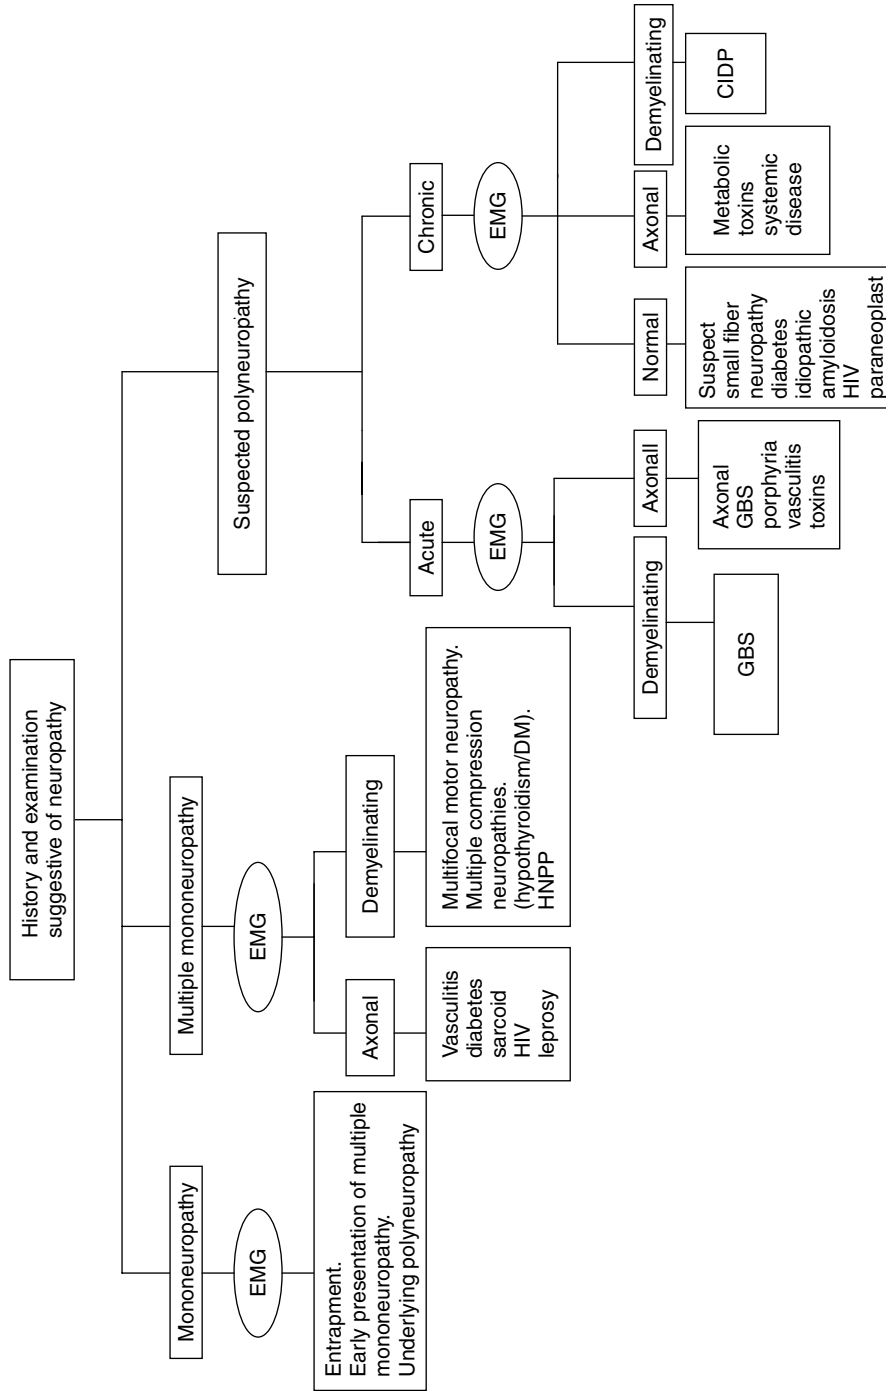 History and examination
suggestive of neuropathy
Mononeuropathy
EMG
Entrapment.
Early presentation of multiple
mononeuropathy.
Underlying polyneuropathy
Multiple mononeuropathy
EMG
Axonal
Vasculitis
diabetes
sarcoid
HIV
leprosy
Demyelinating
Multifocal motor neuropathy.
Multiple compression
neuropathies.
(hypothyroidism/DM).
HNPP
Suspected polyneuropathy
Acute
EMG
Demyelinating
GBS
Axonall
Axonal
GBS
porphyria
vasculitis
toxins
Chronic
EMG
Normal
Suspect
small fiber
neuropathy
diabetes
idiopathic
amyloidosis
HIV
paraneoplast
Axonal
Metabolic
toxins
systemic
disease
Demyelinating
CIDP